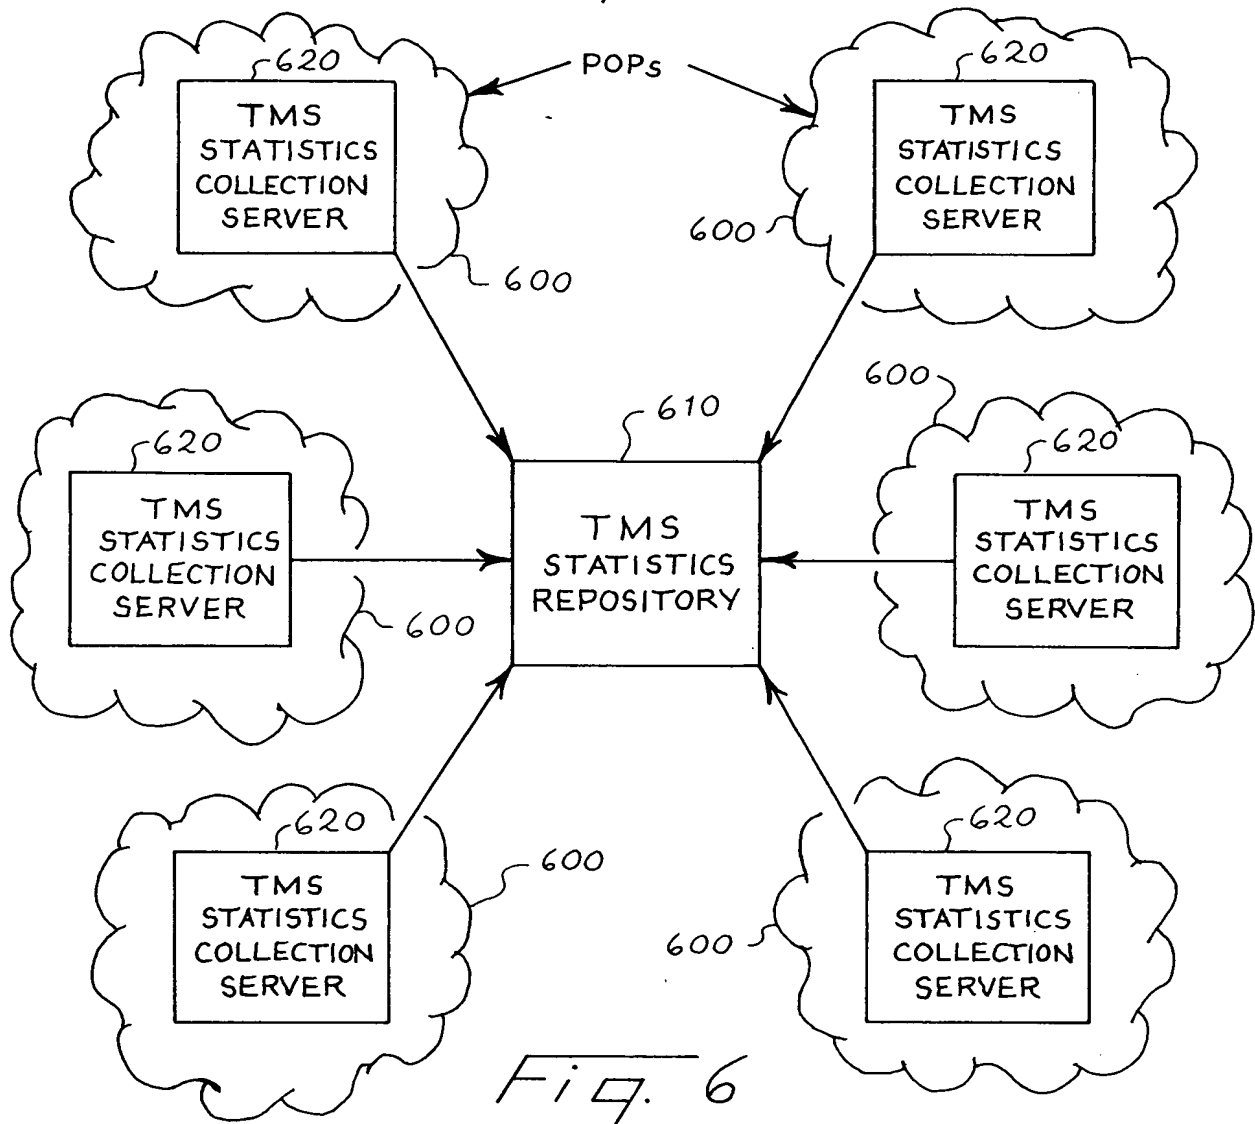 620
TMS
STATISTICS
COLLECTION
SERVER
600
POPs
620
TMS
STATISTICS
COLLECTION
SERVER
600
620
TMS
STATISTICS
COLLECTION
SERVER
600
610
TMS
STATISTICS
REPOSITORY
600
620
TMS
STATISTICS
COLLECTION
SERVER
620
TMS
STATISTICS
COLLECTION
SERVER
600
620
TMS
STATISTICS
COLLECTION
SERVER
600
Fig. 6